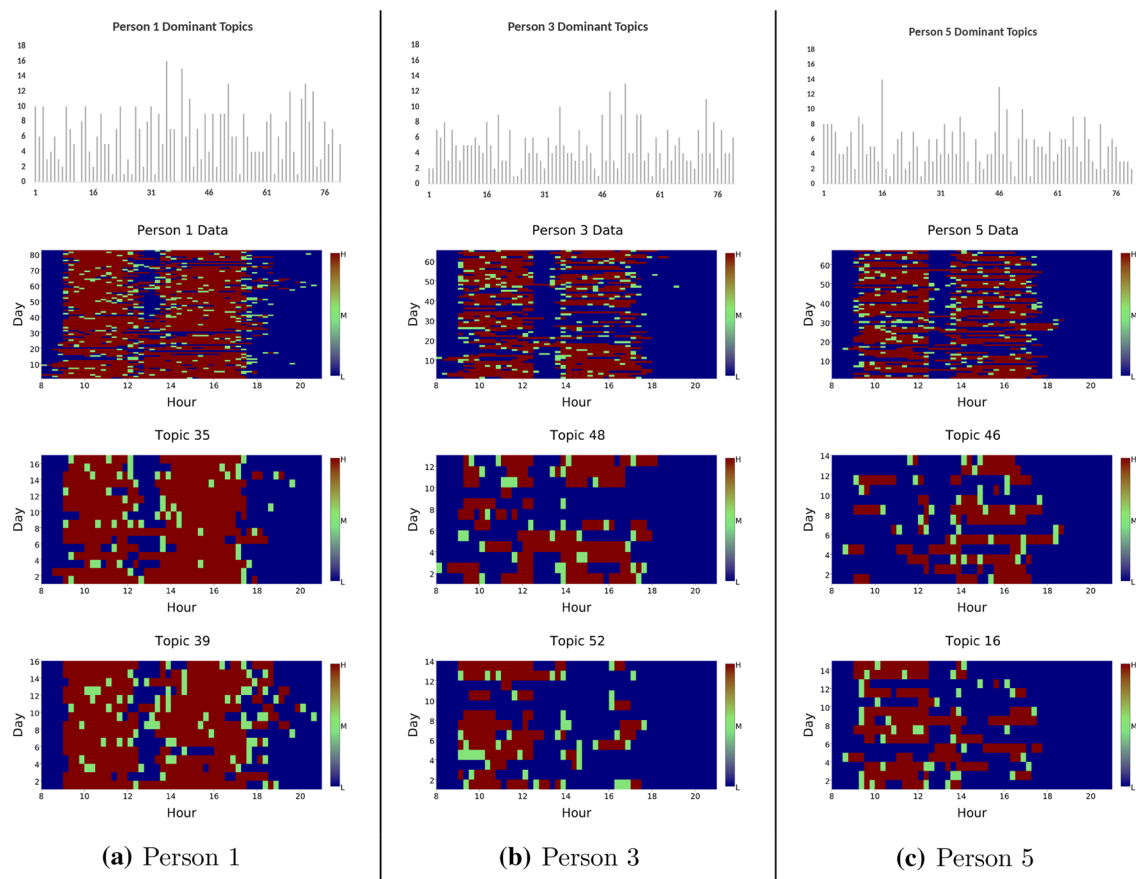 Person 1 Dominant Topics
18
16
14
12
10
8
6
4
2
0
1 16 31 46 61 76
Person 1 Data
Day
80
70
60
50
40
30
20
10
H
M
L
8 10 12 14 16 18 20
Hour
Topic 35
Day
16
14
12
10
8
6
4
2
H
M
L
8 10 12 14 16 18 20
Hour
Topic 39
Day
16
14
12
10
8
6
4
2
H
M
L
8 10 12 14 16 18 20
Hour
(a) Person 1
Person 3 Dominant Topics
18
16
14
12
10
8
6
4
2
0
1 16 31 46 61 76
Person 3 Data
Day
60
50
40
30
20
10
H
M
L
8 10 12 14 16 18 20
Hour
Topic 48
Day
12
10
8
6
4
2
H
M
L
8 10 12 14 16 18 20
Hour
Topic 52
Day
14
12
10
8
6
4
2
H
M
L
8 10 12 14 16 18 20
Hour
(b) Person 3
Person 5 Dominant Topics
18
16
14
12
10
8
6
4
2
0
1 16 31 46 61 76
Person 5 Data
Day
60
50
40
30
20
10
H
M
L
8 10 12 14 16 18 20
Hour
Topic 46
Day
14
12
10
8
6
4
2
H
M
L
8 10 12 14 16 18 20
Hour
Topic 16
Day
14
12
10
8
6
4
2
H
M
L
8 10 12 14 16 18 20
Hour
(c) Person 5